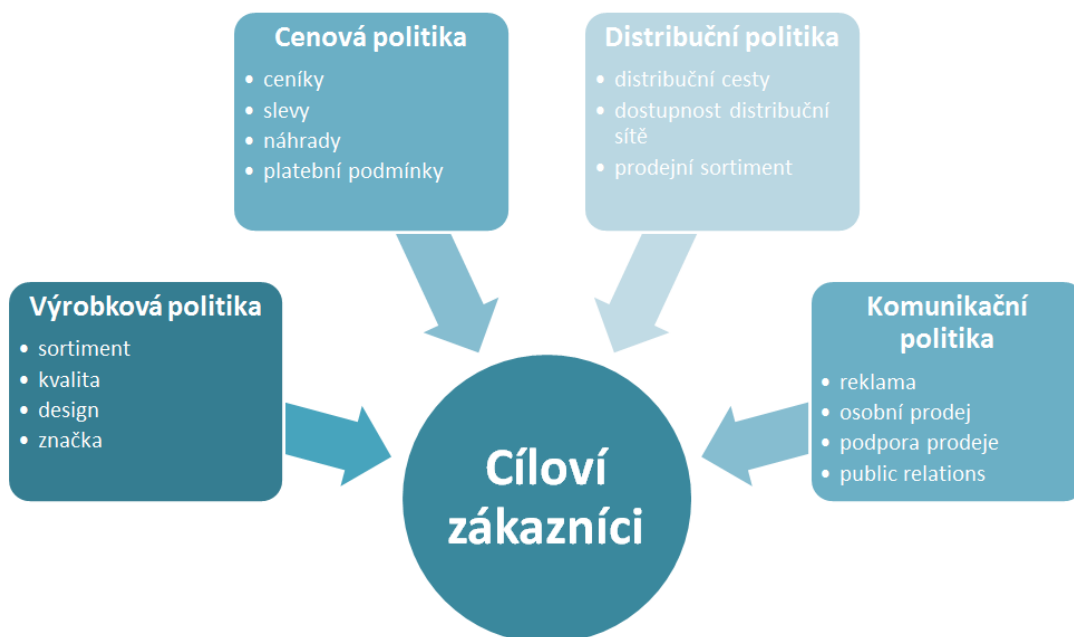 Cenová politika
• ceníky
• slevy
• náhrady
• platební podmínky
Distribuční politika
• distribuční cesty
• dostupnost distribuční
sítě
• prodejní sortiment
Výrobková politika
• sortiment
• kvalita
• design
• značka
Komunikační
politika
• reklama
• osobní prodej
• podpora prodeje
• public relations
Cíloví
zákazníci